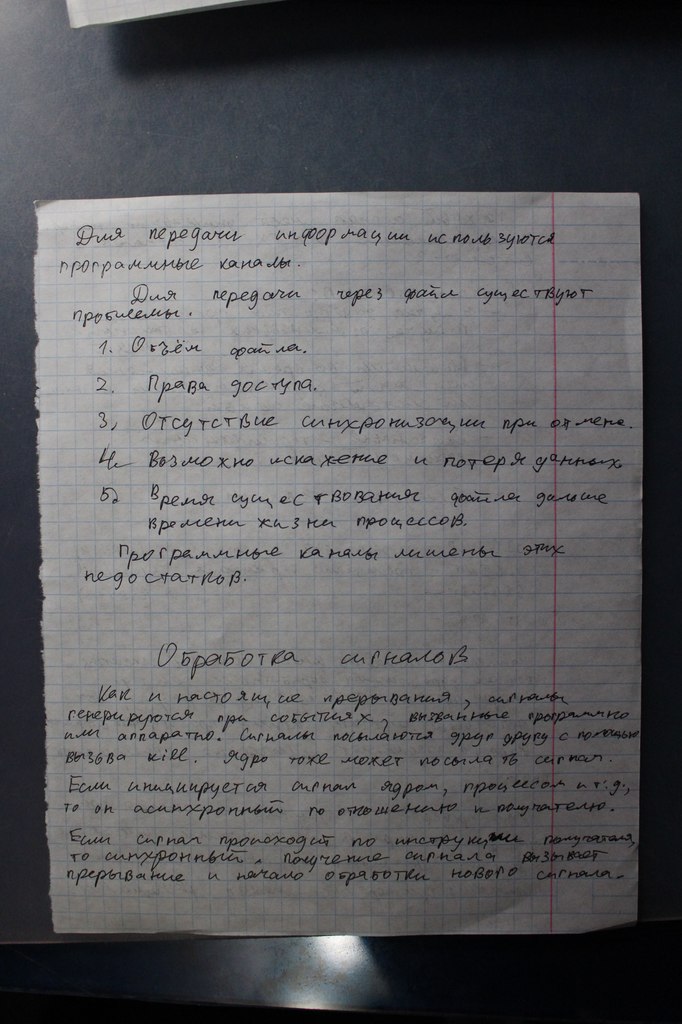 Для передачи информации используются
программные каналы.
Для передачи через файл существуют
проблемы.
1. Объём файла.
2. Права доступа.
3, Отсутствие синхронизации при отмене.
4. Возможно искажение и потеря данных
5. Время существования файла дольше
времени жизни процессов.
Программные каналы лишены этих
недостатков.
Обработка сигналов
Как и настоящие прерывания, сигналы
генерируются при событиях, вызванные программно
или аппаратно. Сигналы посылаются друг другу с помощью
вызова kill. Ядро тоже может посылать сигнал.
Если инициируется сигнал ядром, процессом и т.д.,
то он асинхронный по отношению к получателю.
Если сигнал происходит по инструкции получателя,
то синхронный. Получение сигнала вызывает
прерывание и начало обработки нового сигнала.